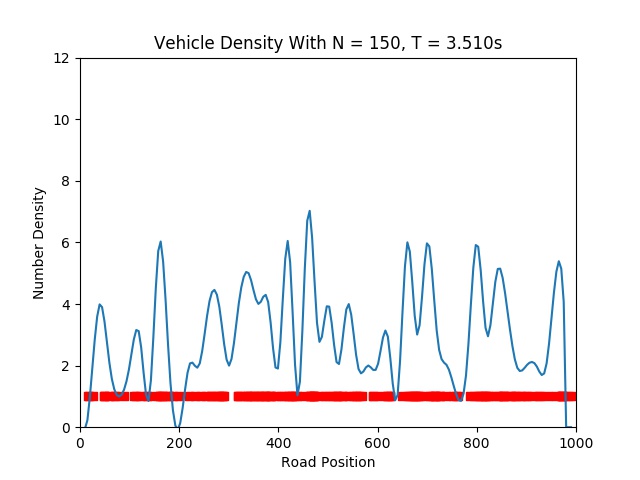 Vehicle Density With N = 150, T = 3.510s
12
10
8
6
4
2
0
Number Density
0 200 400 600 800 1000
Road Position